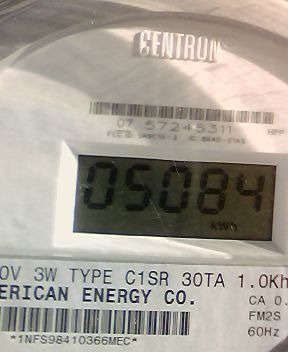 CENTRON®
07 57245311 HPP
05084
kWh
0V 3W TYPE C1SR 30TA 1.0Kh
ERICAN ENERGY CO.
CA 0.
FM2S
60Hz
*1NFS98410366MEC*